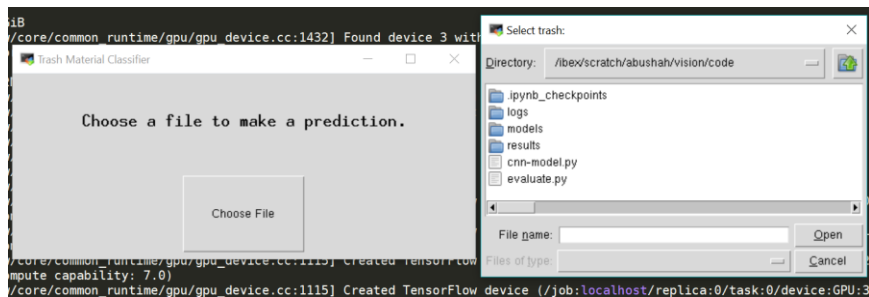 iB
/core/common_runtime/gpu/gpu_device.cc:1432] Found device 3 with
Trash Material Classifier
Choose a file to make a prediction.
Choose File
Select trash:
Directory: /ibex/scratch/abushah/vision/code
.ipynb_checkpoints
logs
models
results
cnn-model.py
evaluate.py
File name:
Open
Files of type:
Cancel
/core/common_runtime/gpu/gpu_device.cc:1115] Created TensorFlow
mpute capability: 7.0)
/core/common_runtime/gpu/gpu_device.cc:1115] Created TensorFlow device (/job:localhost/replica:0/task:0/device:GPU:3